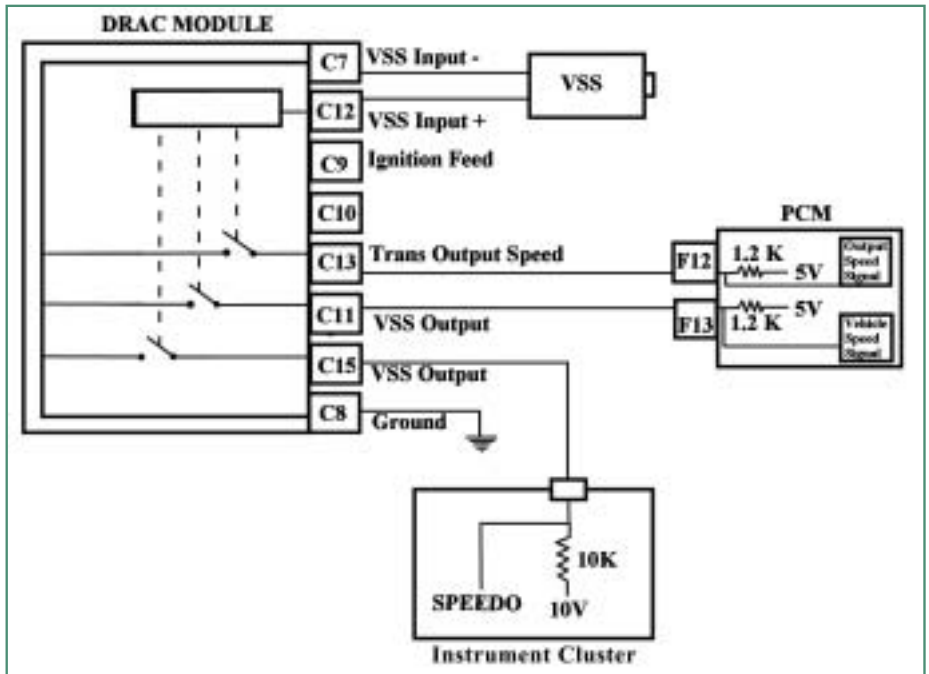 DRAC MODULE
C7 VSS Input -
VSS
C12 VSS Input +
C9 Ignition Feed
C10
PCM
C13 Trans Output Speed
F12 1.2 K 5V
Output
Speed
Signal
C11 VSS Output
F13 1.2 K 5V
Vehicle
Speed
Signal
C15 VSS Output
C8 Ground
10K
SPEEDO 10V
Instrument Cluster